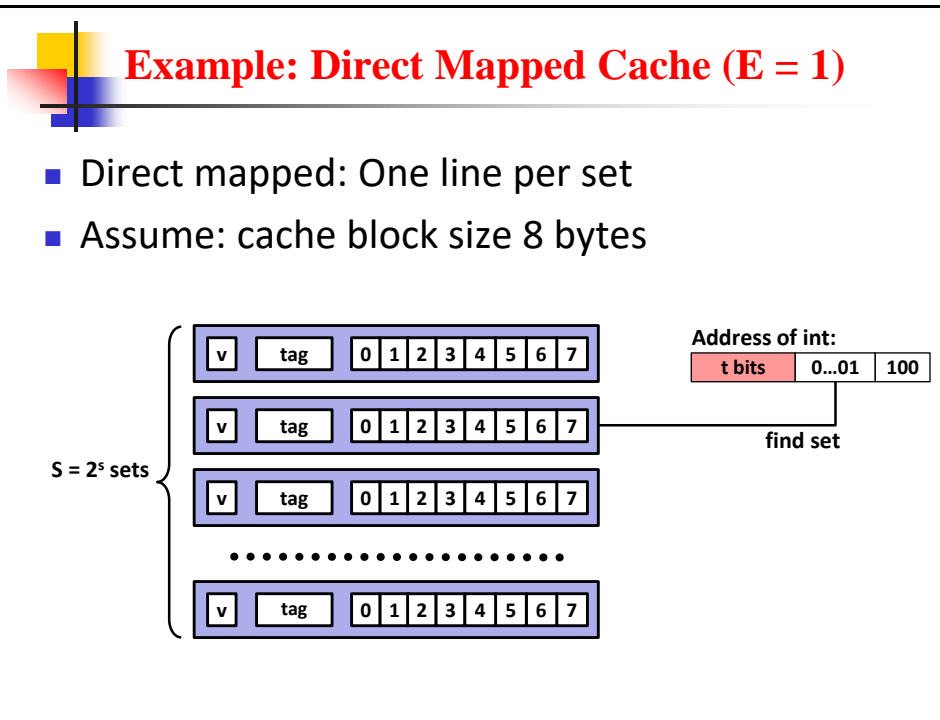 Example: Direct Mapped Cache (E = 1)
Direct mapped: One line per set
Assume: cache block size 8 bytes
Address of int:
v tag 0 1 2 3 4 5 6 7
t bits 0...01 100
v tag 0 1 2 3 4 5 6 7
find set
S = 2ˢ sets
v tag 0 1 2 3 4 5 6 7
v tag 0 1 2 3 4 5 6 7